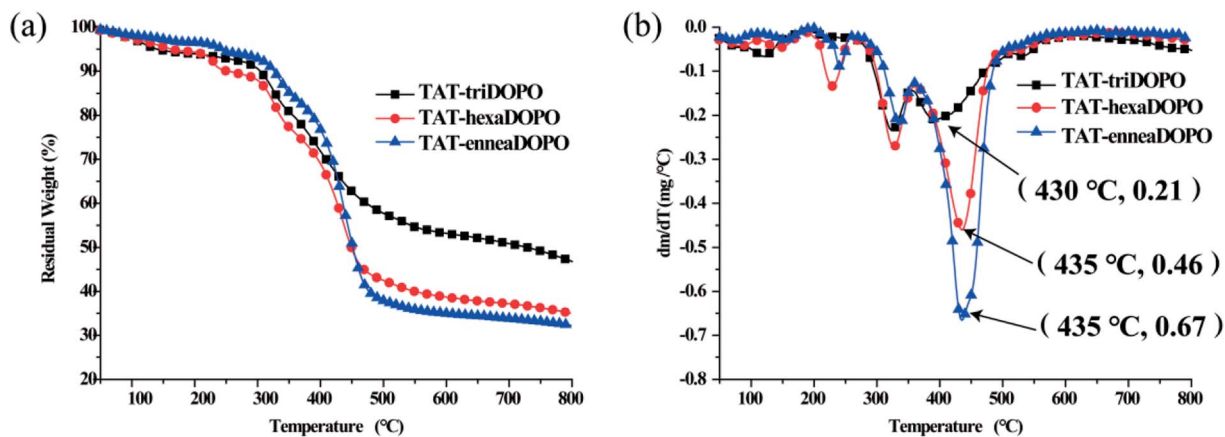 (a)
100
90
80
70
60
50
40
30
20
Residual Weight (%)
TAT-triDOPO
TAT-hexaDOPO
TAT-enneaDOPO
100 200 300 400 500 600 700 800
Temperature (°C)
(b)
0.0
-0.1
-0.2
-0.3
-0.4
-0.5
-0.6
-0.7
-0.8
dm/dT (mg/°C)
TAT-triDOPO
TAT-hexaDOPO
TAT-enneaDOPO
( 430 °C, 0.21 )
( 435 °C, 0.46 )
( 435 °C, 0.67 )
100 200 300 400 500 600 700 800
Temperature (°C)